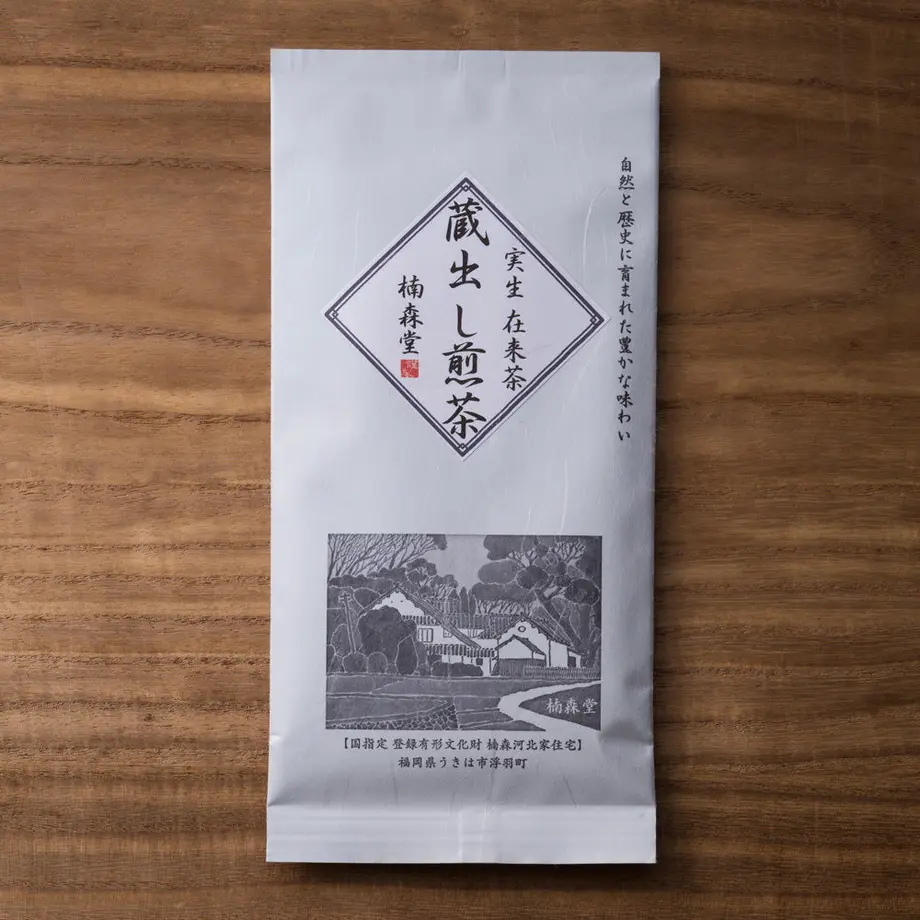 自然と歴史に育まれた豊かな味わい
実生 在来茶
蔵出し煎茶
楠森堂
楠森堂
【国指定 登録有形文化財 楠森河北家住宅】
福岡県うきは市浮羽町